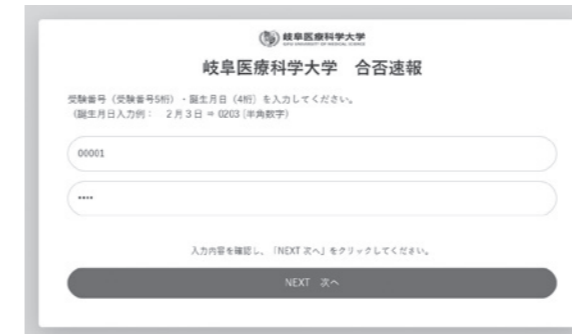 岐阜医療科学大学
岐阜医療科学大学 合否速報
受験番号（受験番号5桁）・誕生月日（4桁）を入力してください。
（誕生月日入力例： 2月3日 ⇒ 0203 (半角数字)
00001
••••
入力内容を確認し、「NEXT 次へ」をクリックしてください。
NEXT 次へ